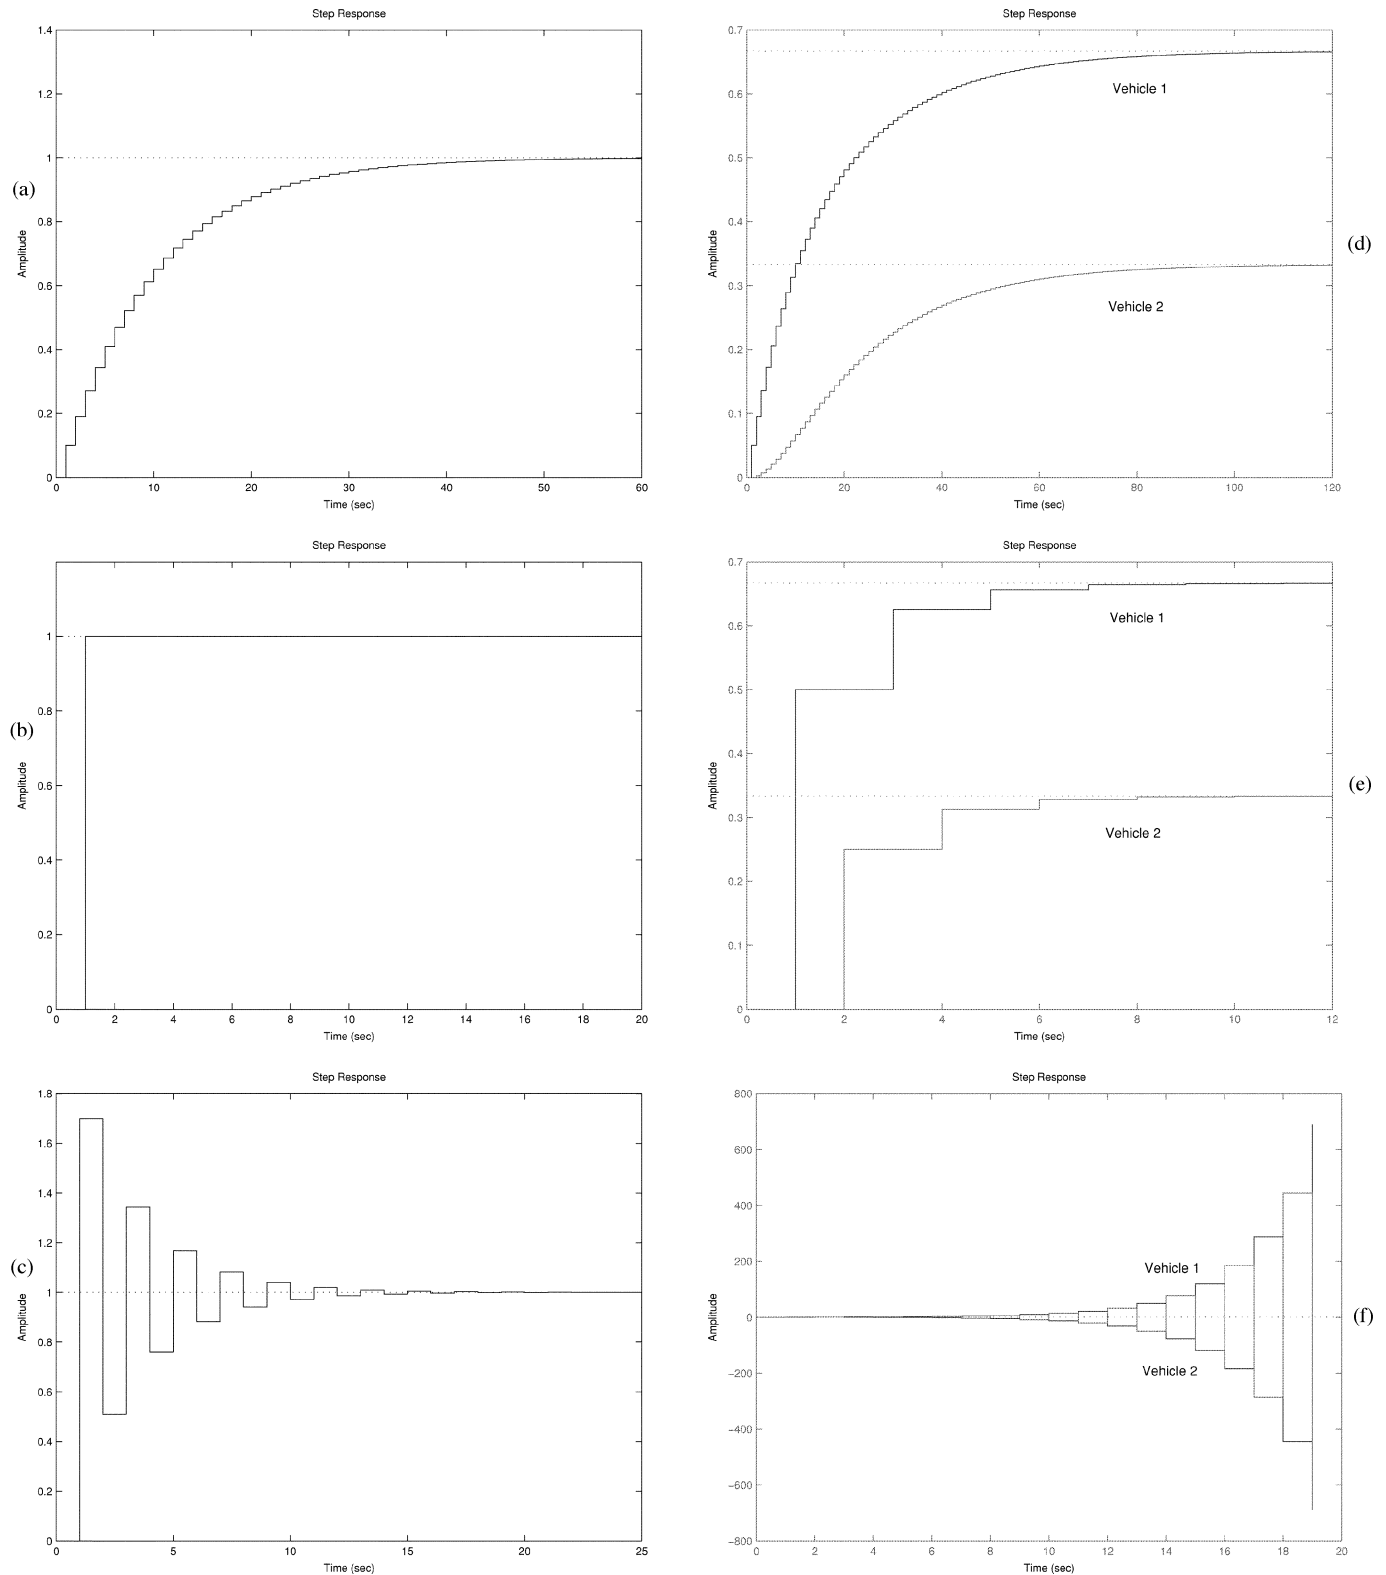 Step Response
1.4
1.2
1
0.8
0.6
0.4
0.2
0
(a)
Amplitude
0 10 20 30 40 50 60
Time (sec)
Step Response
0.7
0.6
0.5
0.4
0.3
0.2
0.1
0
Vehicle 1
(d)
Amplitude
Vehicle 2
0 20 40 60 80 100 120
Time (sec)
Step Response
1
0.8
0.6
0.4
0.2
0
(b)
Amplitude
0 2 4 6 8 10 12 14 16 18 20
Time (sec)
Step Response
0.7
0.6
0.5
0.4
0.3
0.2
0.1
0
Vehicle 1
(e)
Amplitude
Vehicle 2
0 2 4 6 8 10 12
Time (sec)
Step Response
1.8
1.6
1.4
1.2
1
0.8
0.6
0.4
0.2
0
(c)
Amplitude
0 5 10 15 20 25
Time (sec)
Step Response
800
600
400
200
0
−200
−400
−600
−800
Vehicle 1
(f)
Amplitude
Vehicle 2
0 2 4 6 8 10 12 14 16 18 20
Time (sec)